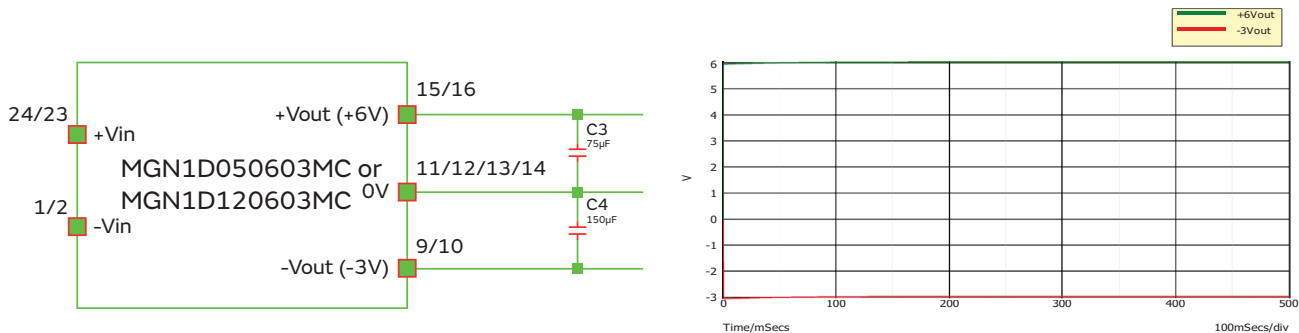 24/23
+Vin
1/2
-Vin
MGN1D050603MC or
MGN1D120603MC
+Vout (+6V)
15/16
0V
11/12/13/14
-Vout (-3V)
9/10
C3
75µF
C4
150µF
+6Vout
-3Vout
6
5
4
3
2
1
0
-1
-2
-3
V
0 100 200 300 400 500
Time/mSecs 100mSecs/div